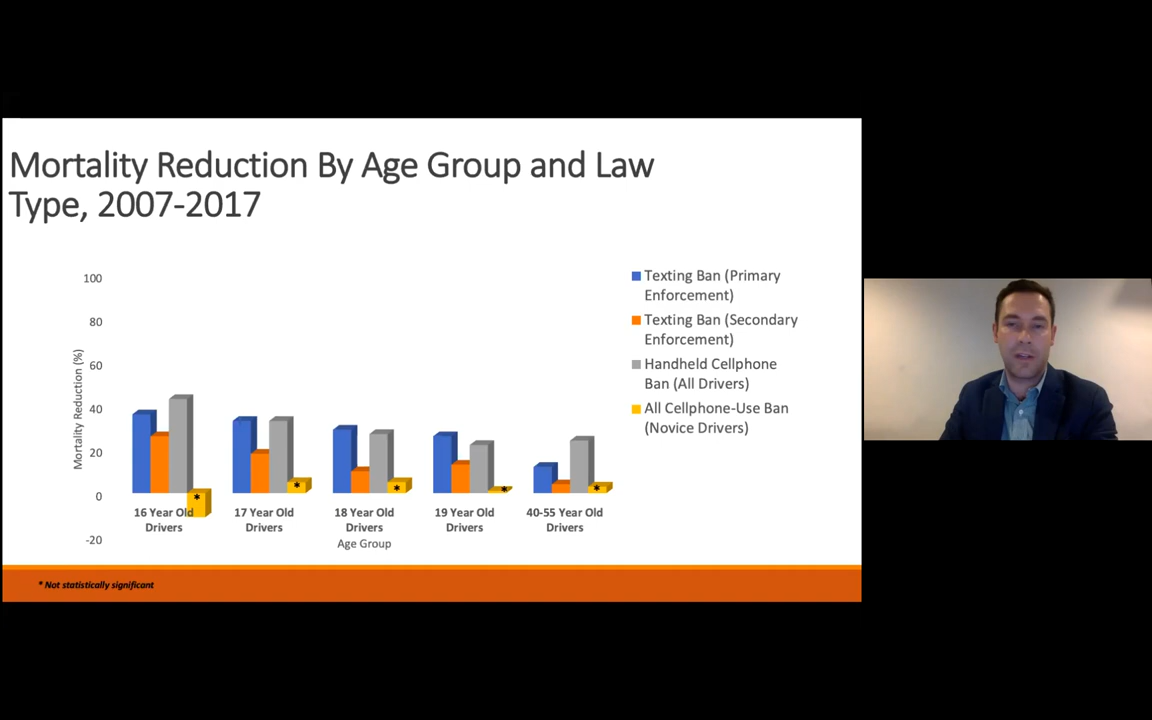 Mortality Reduction By Age Group and Law
Type, 2007-2017
100
80
60
40
20
0
-20
Mortality Reduction (%)
*
*
*
*
*
16 Year Old
Drivers
17 Year Old
Drivers
18 Year Old
Drivers
19 Year Old
Drivers
40-55 Year Old
Drivers
Age Group
Texting Ban (Primary
Enforcement)
Texting Ban (Secondary
Enforcement)
Handheld Cellphone
Ban (All Drivers)
All Cellphone-Use Ban
(Novice Drivers)
* Not statistically significant